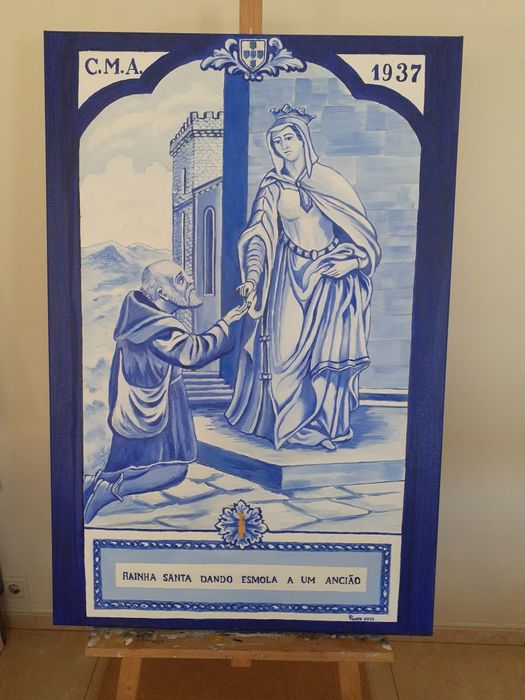 C.M.A.
1937
RAINHA SANTA DANDO ESMOLA A UM ANCIÃO